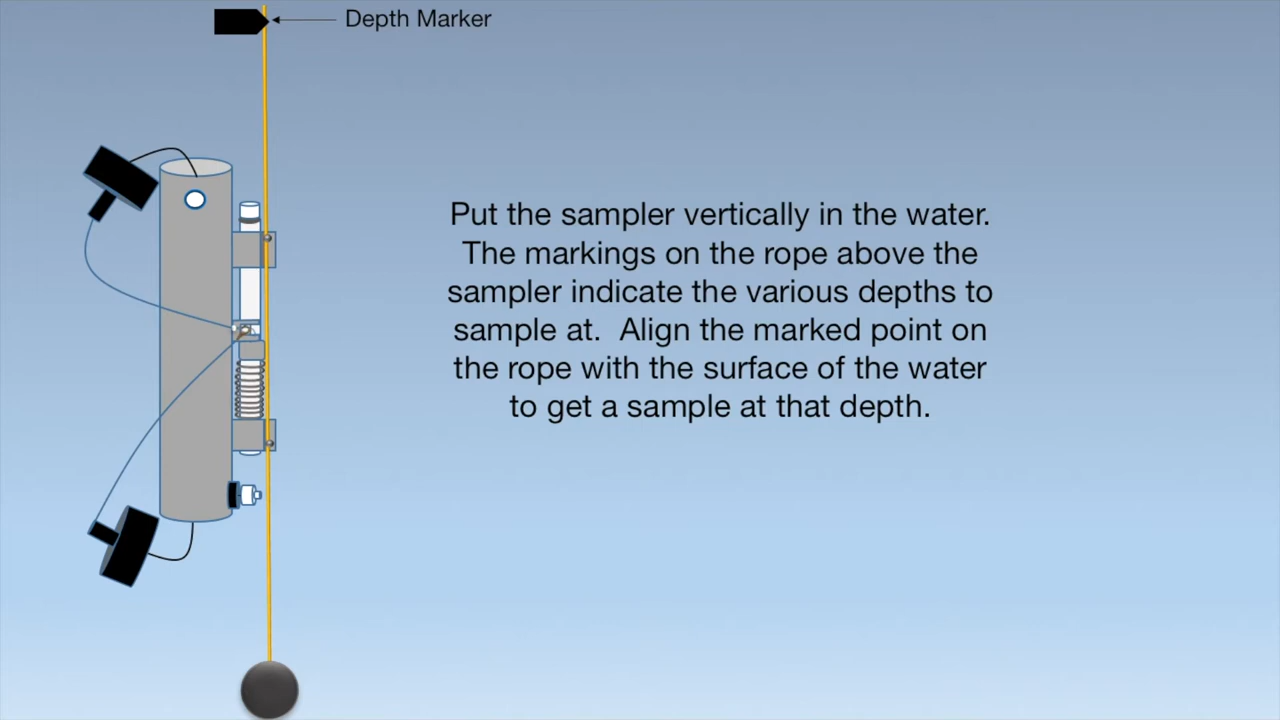 Depth Marker
Put the sampler vertically in the water.
The markings on the rope above the
sampler indicate the various depths to
sample at.  Align the marked point on
the rope with the surface of the water
to get a sample at that depth.